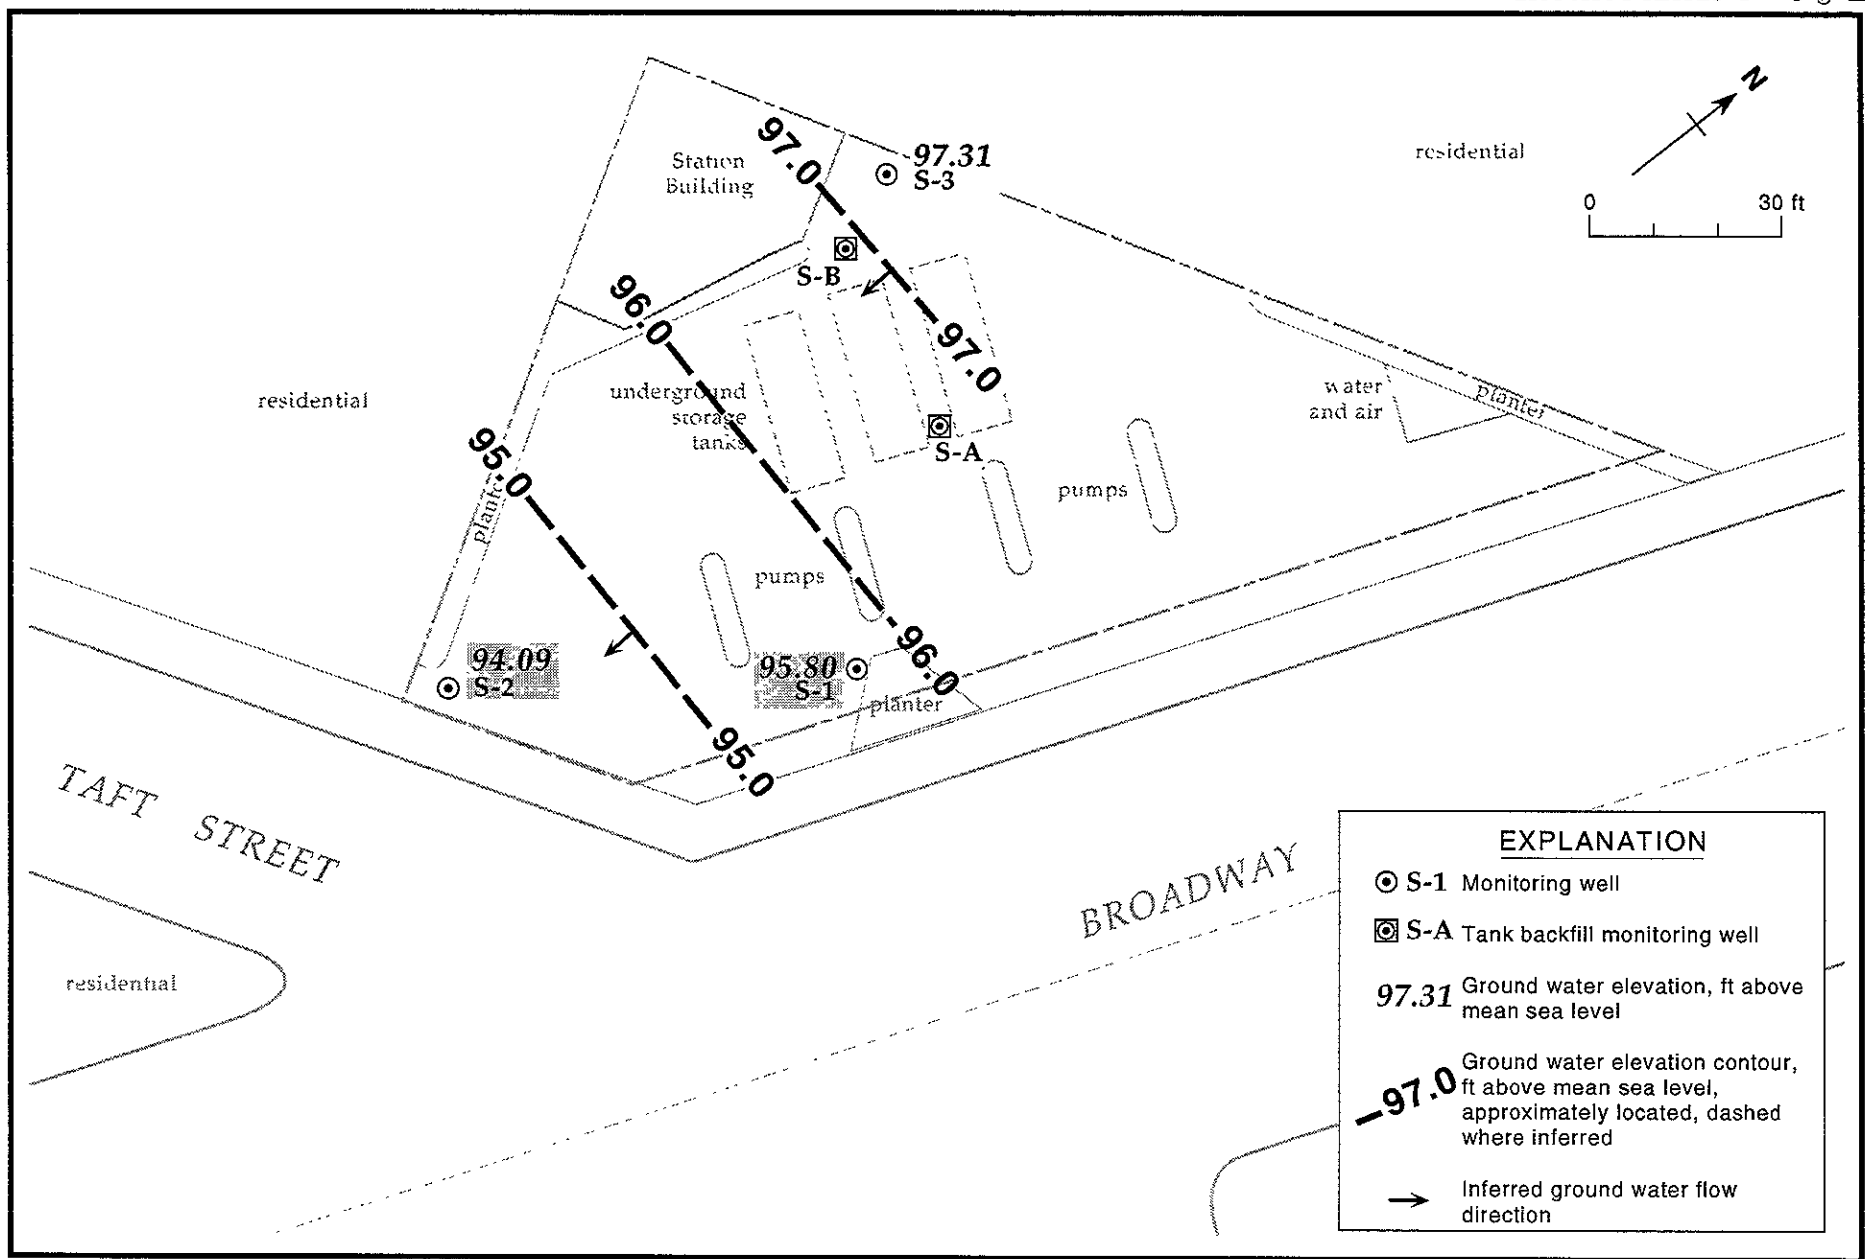 N
0 30 ft
residential
97.0
97.31
S-3
Station
Building
S-B
96.0
97.0
residential
underground
storage
tanks
water
and air
planter
S-A
95.0
pumps
pumps
94.09
S-2
95.80
S-1
96.0
planter
95.0
TAFT STREET
BROADWAY
residential
EXPLANATION
S-1 Monitoring well
S-A Tank backfill monitoring well
97.31 Ground water elevation, ft above
mean sea level
97.0 Ground water elevation contour,
ft above mean sea level,
approximately located, dashed
where inferred
Inferred ground water flow
direction